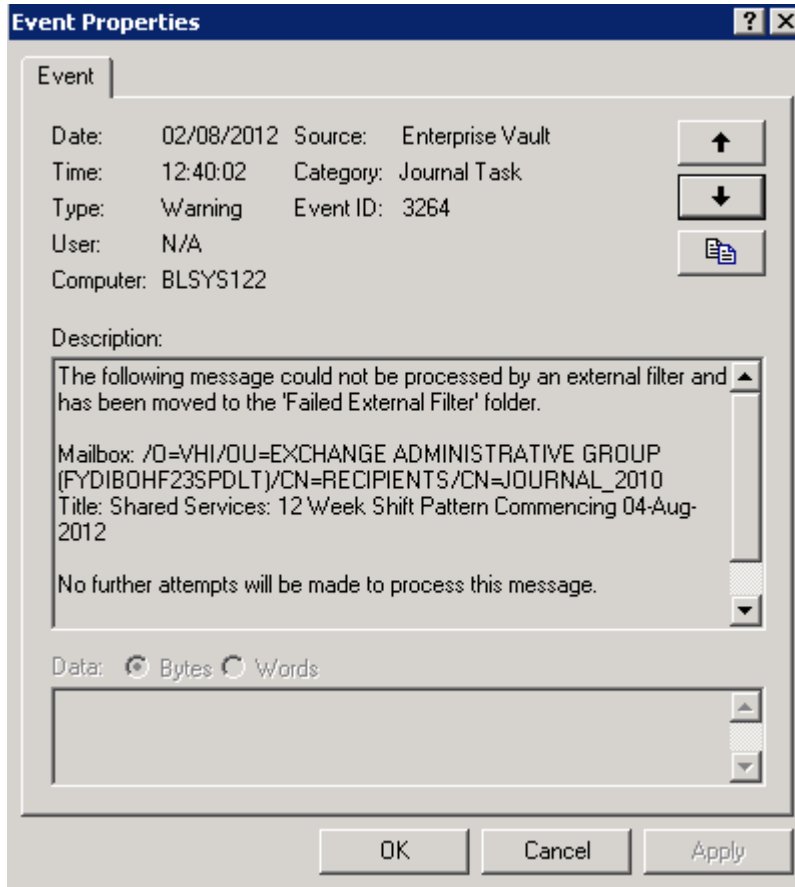 Event Properties
Event
Date: 02/08/2012 Source: Enterprise Vault
Time: 12:40:02 Category: Journal Task
Type: Warning Event ID: 3264
User: N/A
Computer: BLSYS122
Description:
The following message could not be processed by an external filter and
has been moved to the 'Failed External Filter' folder.
Mailbox: /O=VHI/OU=EXCHANGE ADMINISTRATIVE GROUP
(FYDIBOHF23SPDLT)/CN=RECIPIENTS/CN=JOURNAL_2010
Title: Shared Services: 12 Week Shift Pattern Commencing 04-Aug-
2012
No further attempts will be made to process this message.
Data: Bytes Words
OK Cancel Apply